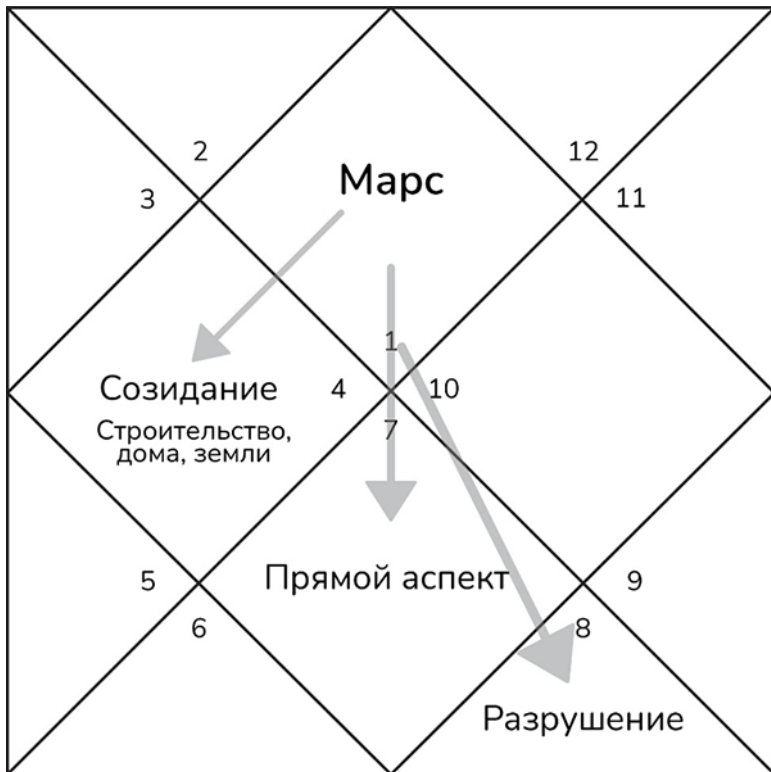 2
12
3
Марс
11
1
Созидание
4
10
Строительство,
дома, земли
7
5
Прямой аспект
9
6
8
Разрушение